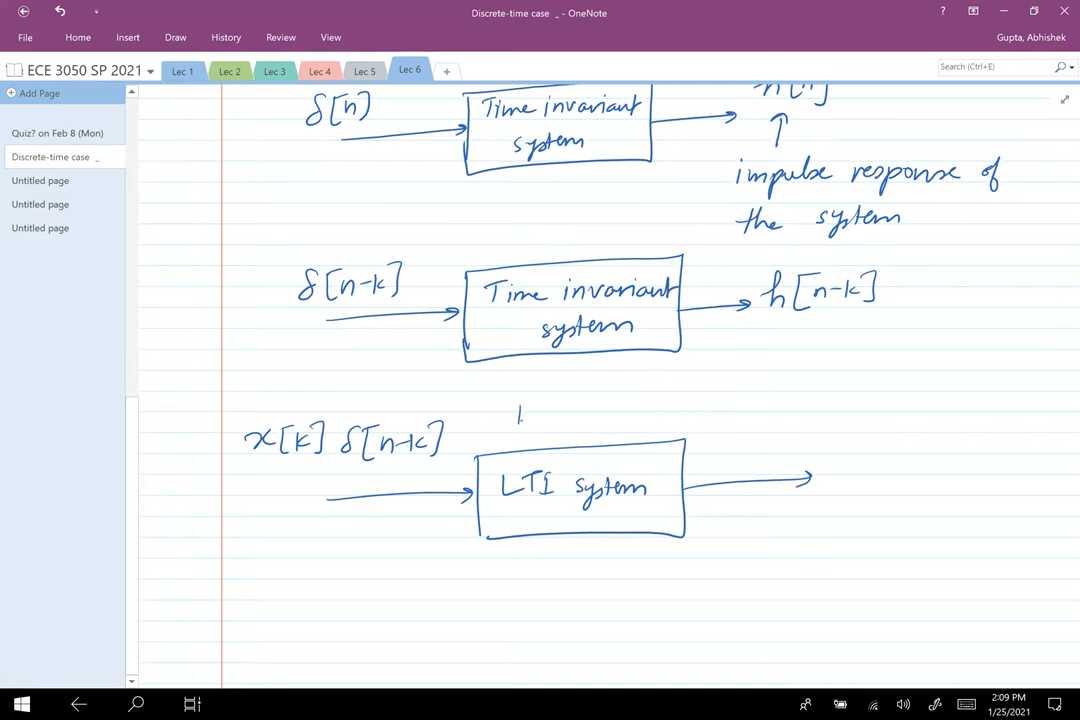 Discrete-time case _ - OneNote
?
File Home Insert Draw History Review View
Gupta, Abhishek
ECE 3050 SP 2021
Lec 1 Lec 2 Lec 3 Lec 4 Lec 5 Lec 6 +
Search (Ctrl+E)
Add Page
Quiz? on Feb 8 (Mon)
Discrete-time case _
Untitled page
Untitled page
Untitled page
δ[n]
Time invariant
system
h[n]
impulse response of
the system
δ[n-k]
Time invariant
system
h[n-k]
x[k] δ[n-k]
LTI system
2:09 PM
1/25/2021